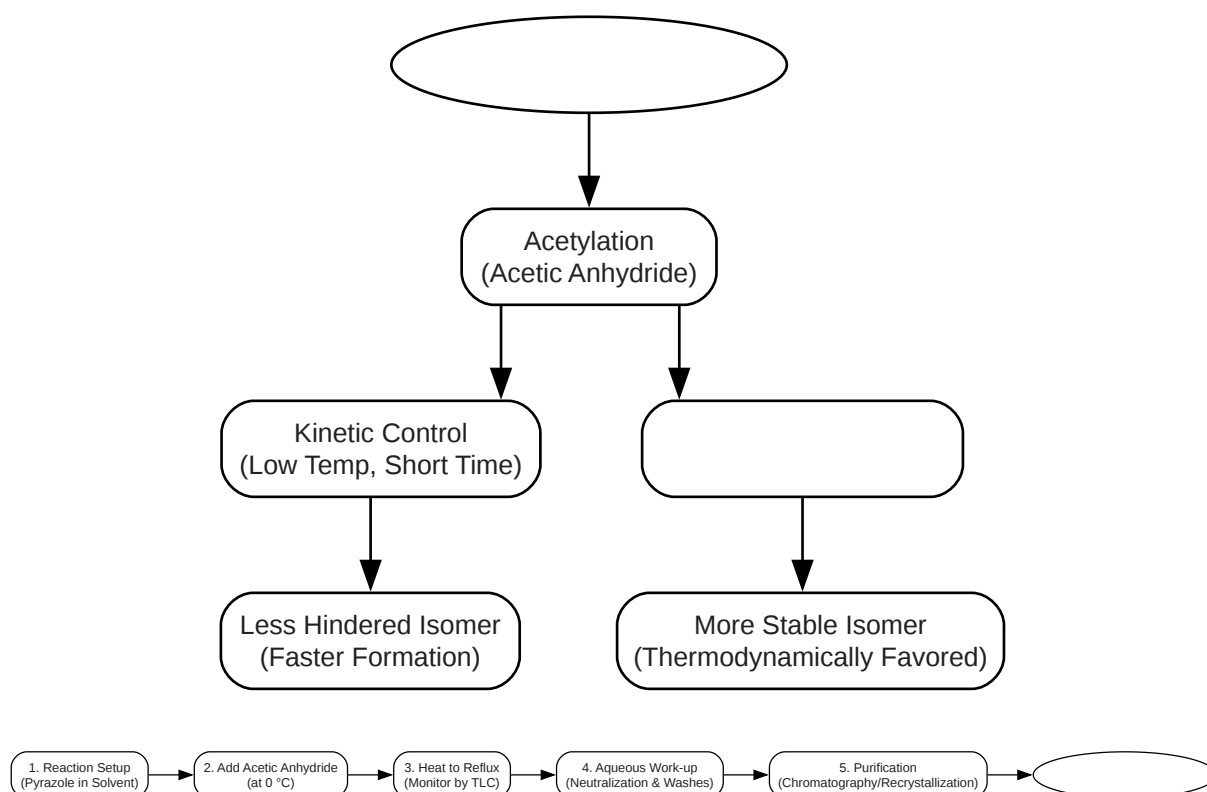 Acetylation
(Acetic Anhydride)
Kinetic Control
(Low Temp, Short Time)
Less Hindered Isomer
(Faster Formation)
More Stable Isomer
(Thermodynamically Favored)
1. Reaction Setup
(Pyrazole in Solvent)
2. Add Acetic Anhydride
(at 0 °C)
3. Heat to Reflux
(Monitor by TLC)
4. Aqueous Work-up
(Neutralization & Washes)
5. Purification
(Chromatography/Recrystallization)